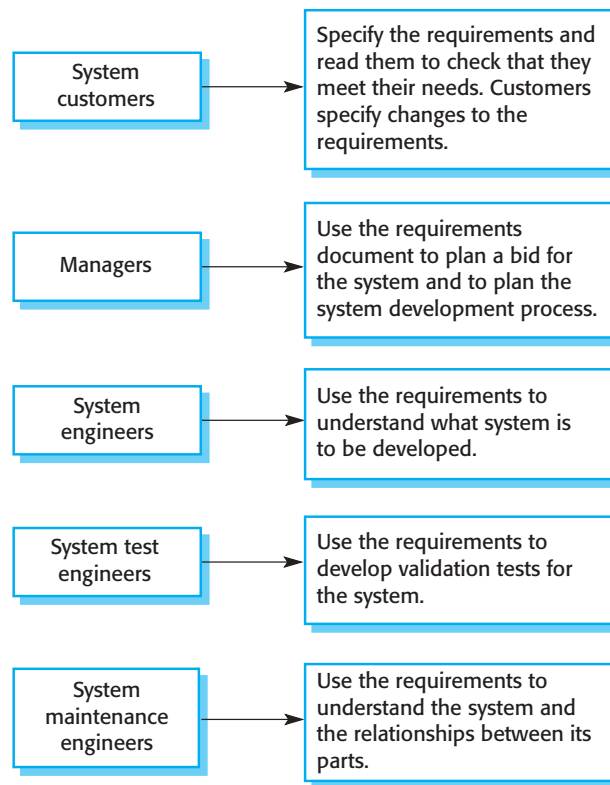 System
customers
Specify the requirements and
read them to check that they
meet their needs. Customers
specify changes to the
requirements.
Managers
Use the requirements
document to plan a bid for
the system and to plan the
system development process.
System
engineers
Use the requirements to
understand what system is
to be developed.
System test
engineers
Use the requirements to
develop validation tests for
the system.
System
maintenance
engineers
Use the requirements to
understand the system and
the relationships between its
parts.